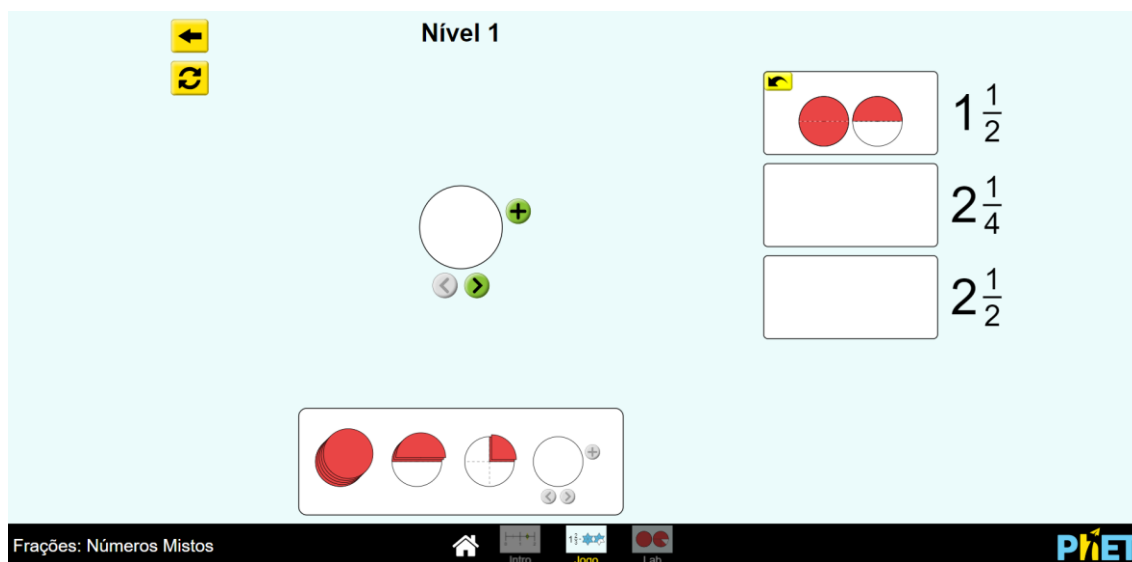 Nível 1
1 1/2
2 1/4
2 1/2
Frações: Números Mistos
Intro
Jogo
Lab
PhET